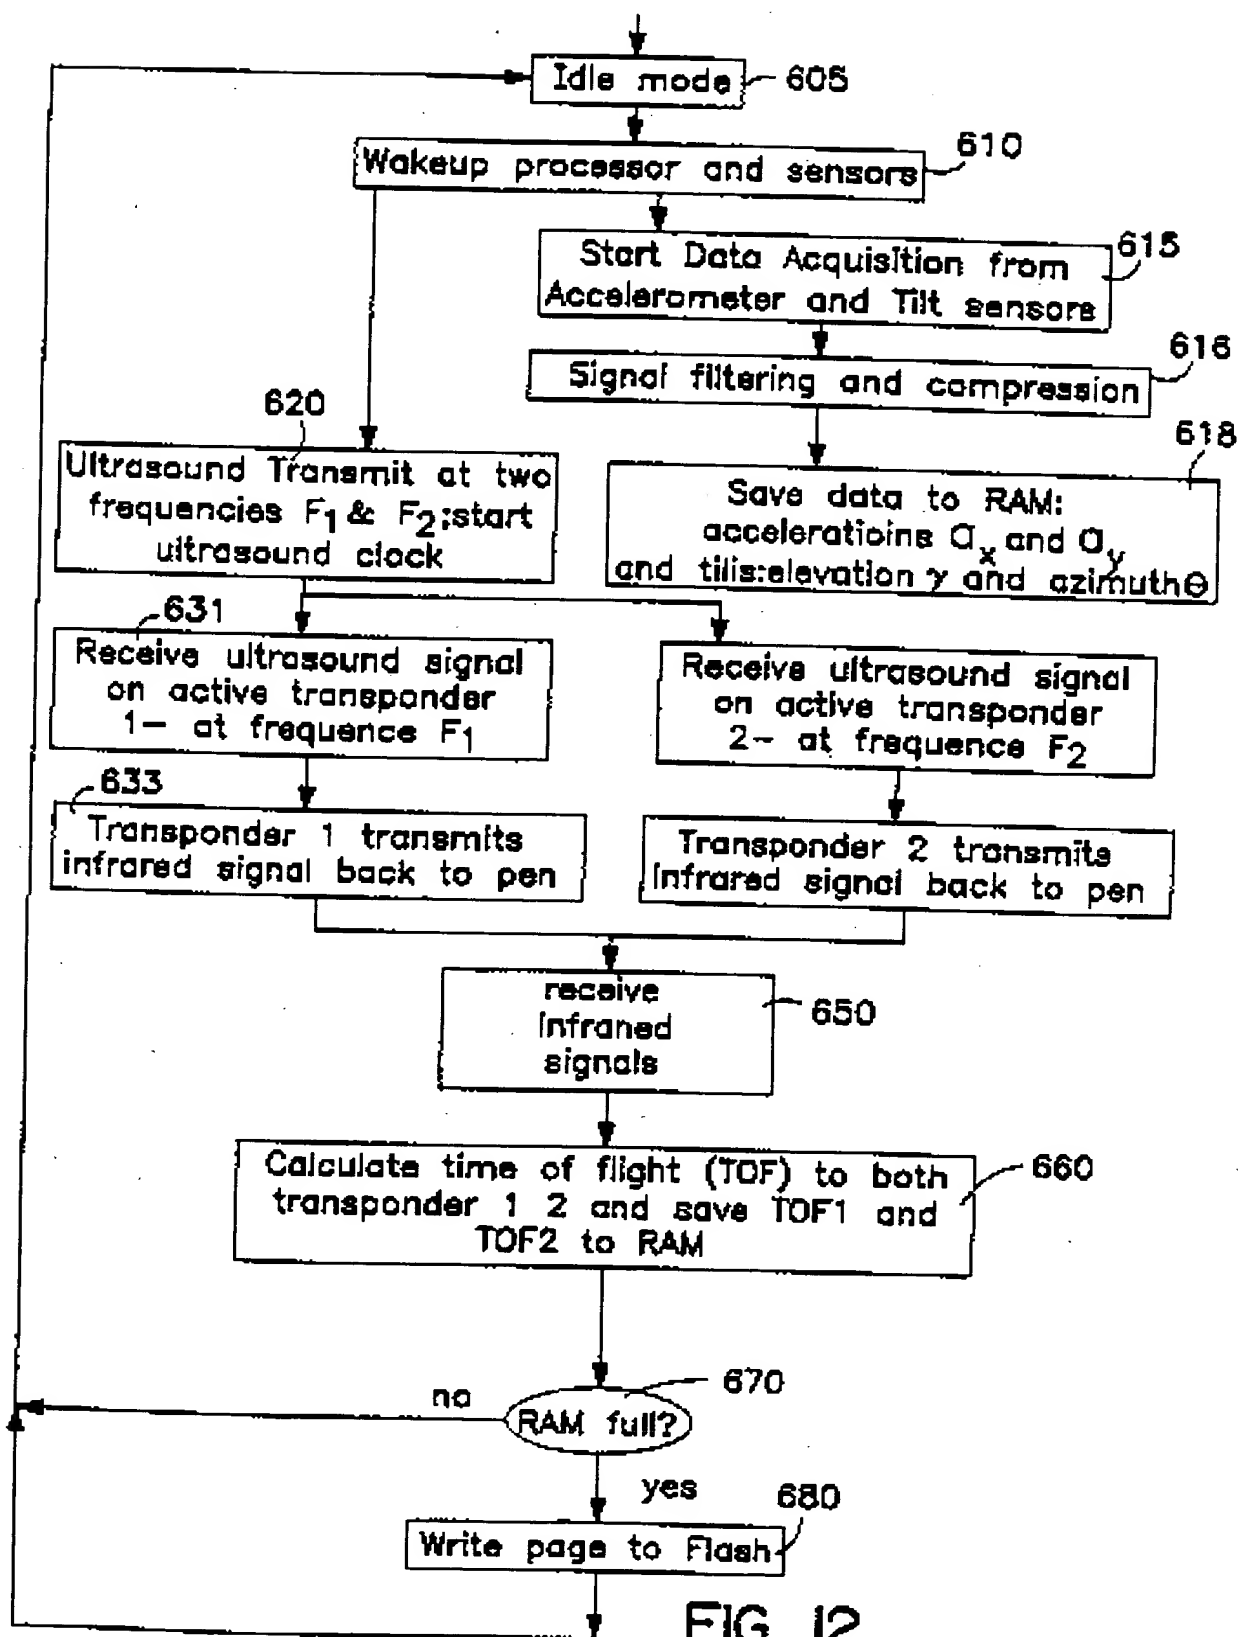 Idle mode
605
Wakeup processor and sensors
610
Start Data Acquisition from
Accelerometer and Tilt sensors
615
Signal filtering and compression
616
620
Ultrasound Transmit at two
frequencies F1 & F2;start
ultrasound clock
618
Save data to RAM:
acceleratioins ax and ay
and tilis:elevation γ and azimuthΘ
631
Receive ultrasound signal
on active transponder
1- at frequence F1
Receive ultrasound signal
on active transponder
2- at frequence F2
633
Transponder 1 transmits
infrared signal back to pen
Transponder 2 transmits
infrared signal back to pen
receive
infraned
signals
650
Calculate time of flight (TOF) to both
transponder 1 2 and save TOF1 and
TOF2 to RAM
660
no
RAM full?
670
yes
680
Write page to Flash
FIG. 12